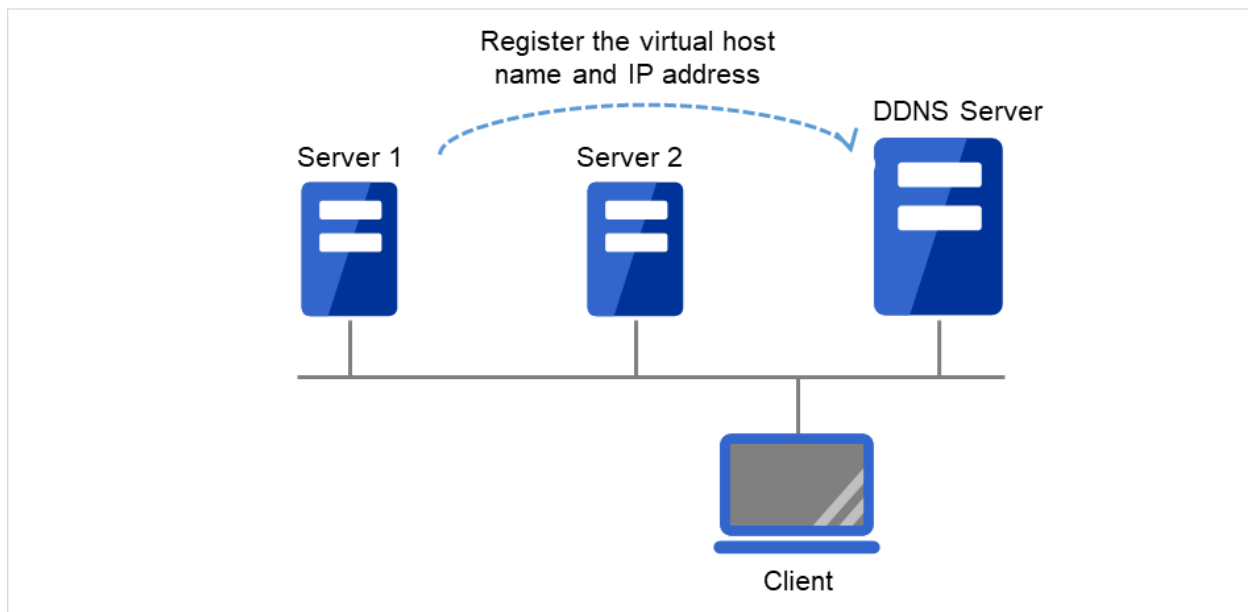 Register the virtual host
name and IP address
DDNS Server
Server 1
Server 2
Client